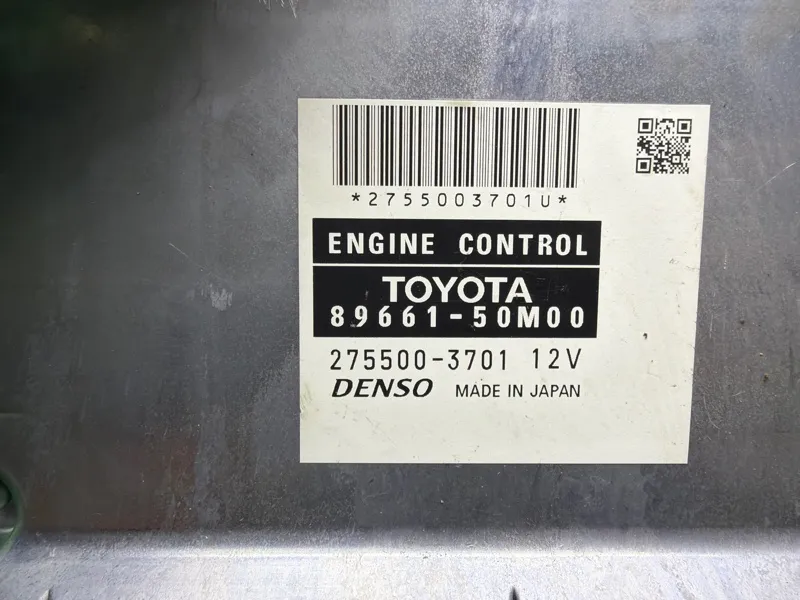 *2755003701U*
ENGINE CONTROL
TOYOTA
89661-50M00
275500-3701 12V
DENSO MADE IN JAPAN